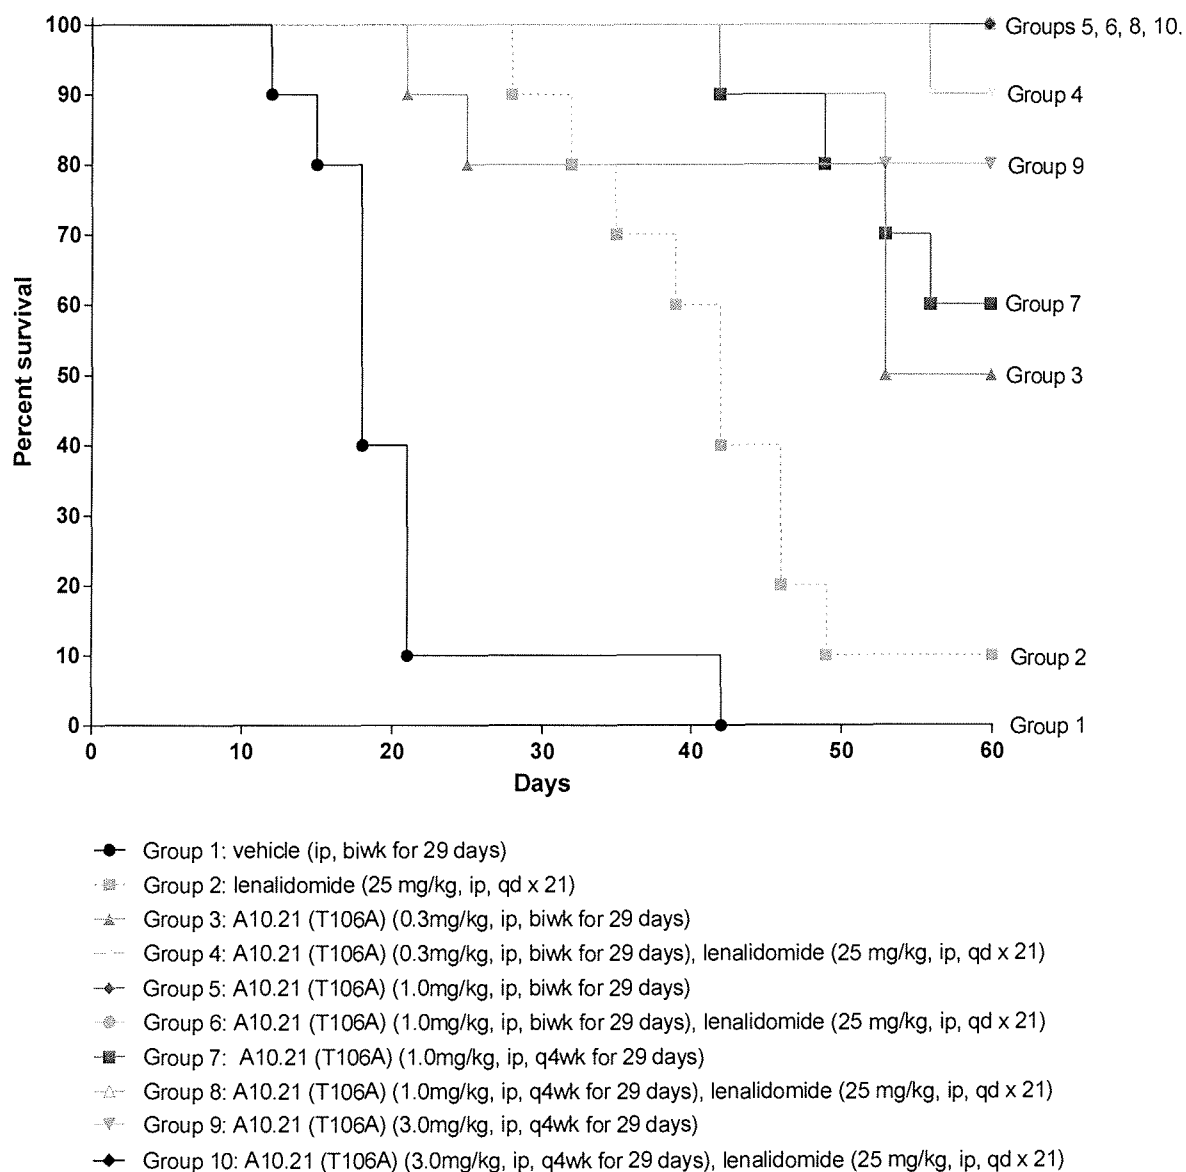 100
Groups 5, 6, 8, 10.
90
Group 4
80
Group 9
70
60
Group 7
50
Group 3
40
30
20
10
Group 2
0
Group 1
Percent survival
0 10 20 30 40 50 60
Days
Group 1: vehicle (ip, biwk for 29 days)
Group 2: lenalidomide (25 mg/kg, ip, qd x 21)
Group 3: A10.21 (T106A) (0.3mg/kg, ip, biwk for 29 days)
Group 4: A10.21 (T106A) (0.3mg/kg, ip, biwk for 29 days), lenalidomide (25 mg/kg, ip, qd x 21)
Group 5: A10.21 (T106A) (1.0mg/kg, ip, biwk for 29 days)
Group 6: A10.21 (T106A) (1.0mg/kg, ip, biwk for 29 days), lenalidomide (25 mg/kg, ip, qd x 21)
Group 7: A10.21 (T106A) (1.0mg/kg, ip, q4wk for 29 days)
Group 8: A10.21 (T106A) (1.0mg/kg, ip, q4wk for 29 days), lenalidomide (25 mg/kg, ip, qd x 21)
Group 9: A10.21 (T106A) (3.0mg/kg, ip, q4wk for 29 days)
Group 10: A10.21 (T106A) (3.0mg/kg, ip, q4wk for 29 days), lenalidomide (25 mg/kg, ip, qd x 21)